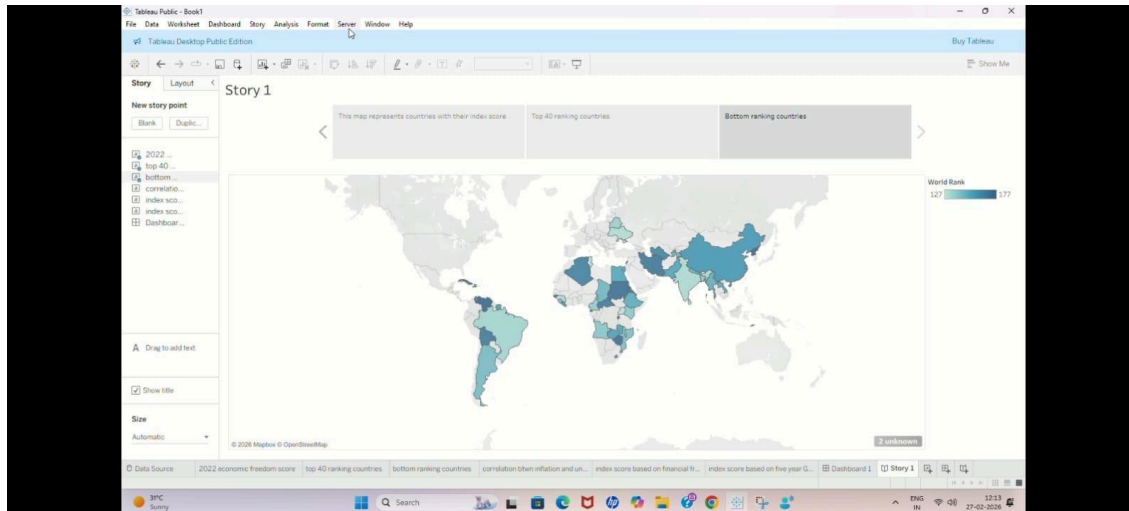 Tableau Public - Book1
File Data Worksheet Dashboard Story Analysis Format Server Window Help
Tableau Desktop Public Edition
Buy Tableau
Show Me
Story Layout
New story point
Blank Duplic...
2022 ...
top 40 ...
bottom ...
correlatio...
index sco...
index sco...
Dashboar...
A Drag to add text
Show title
Size
Automatic
Story 1
This map represents countries with their index score
Top 40 ranking countries
Bottom ranking countries
World Rank
127 177
© 2026 Mapbox © OpenStreetMap
2 unknown
Data Source 2022 economic freedom score top 40 ranking countries bottom ranking countries correlation btwn inflation and un... index score based on financial fr... index score based on five year G... Dashboard 1 Story 1
31°C
Sunny
Search
ENG
IN
12:13
27-02-2026